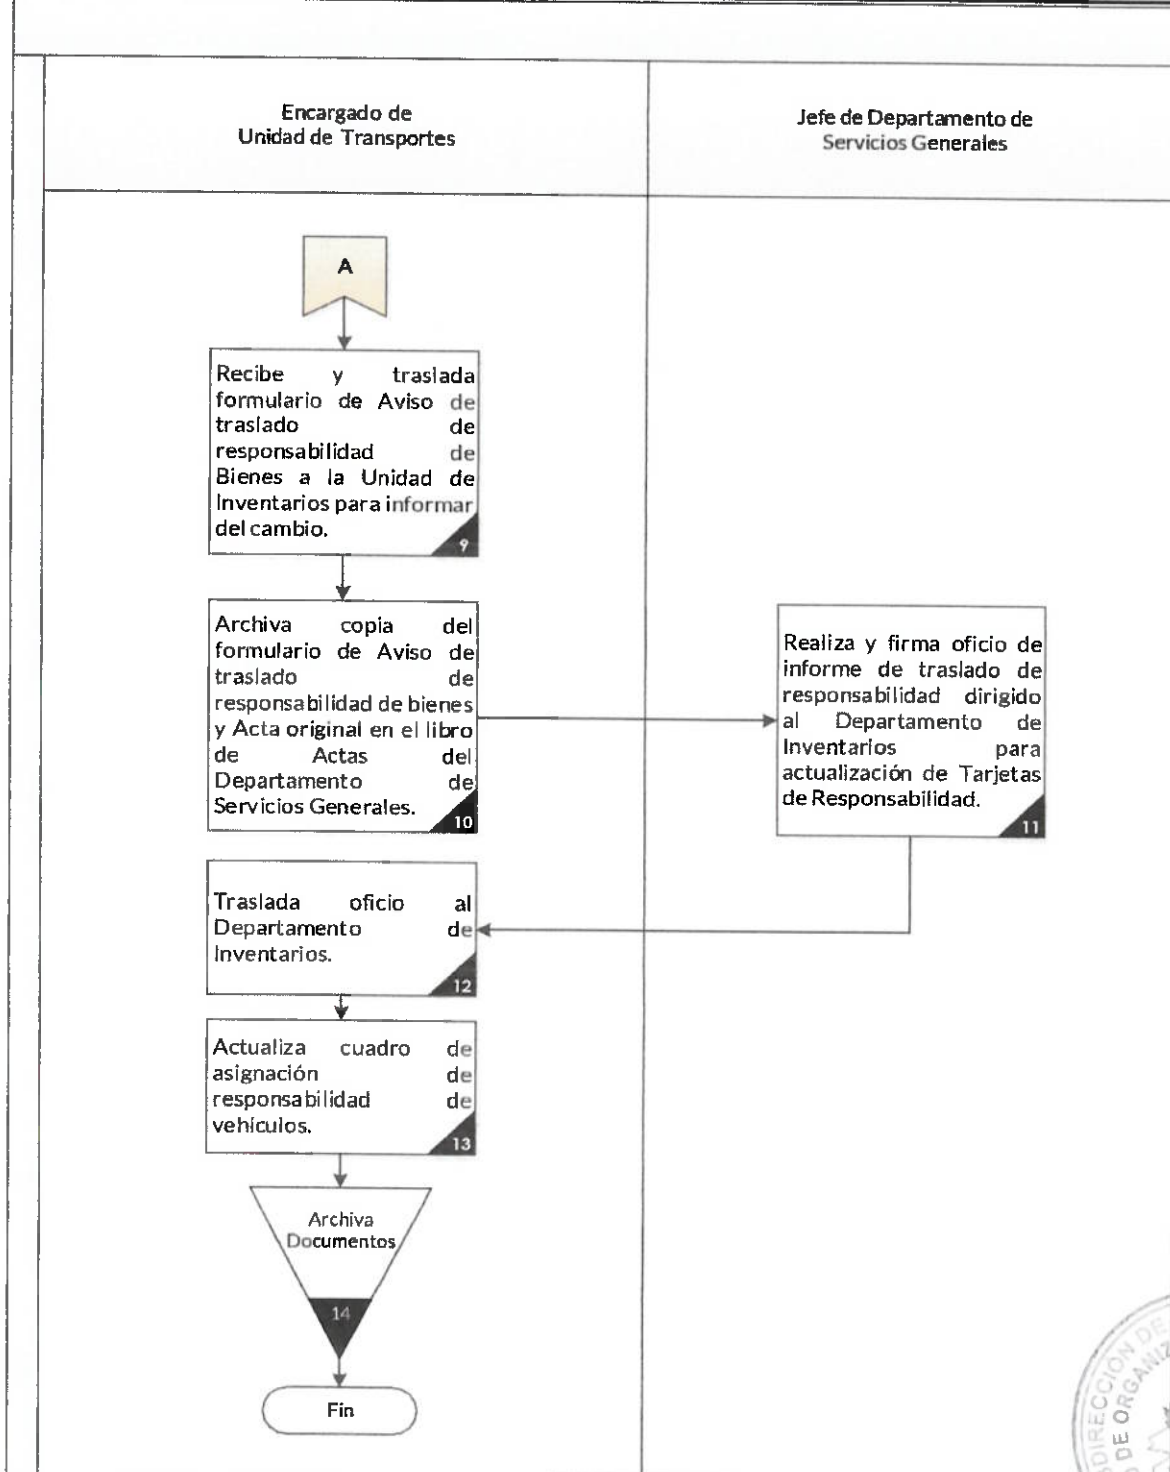 Encargado de
Unidad de Transportes
Jefe de Departamento de
Servicios Generales
A
Recibe y traslada
formulario de Aviso de
traslado de
responsabilidad de
Bienes a la Unidad de
Inventarios para informar
del cambio.
9
Archiva copia del
formulario de Aviso de
traslado de
responsabilidad de bienes
y Acta original en el libro
de Actas del
Departamento de
Servicios Generales.
10
Realiza y firma oficio de
informe de traslado de
responsabilidad dirigido
al Departamento de
Inventarios para
actualización de Tarjetas
de Responsabilidad.
11
Traslada oficio al
Departamento de
Inventarios.
12
Actualiza cuadro de
asignación de
responsabilidad de
vehículos.
13
Archiva
Documentos
14
Fin
DE